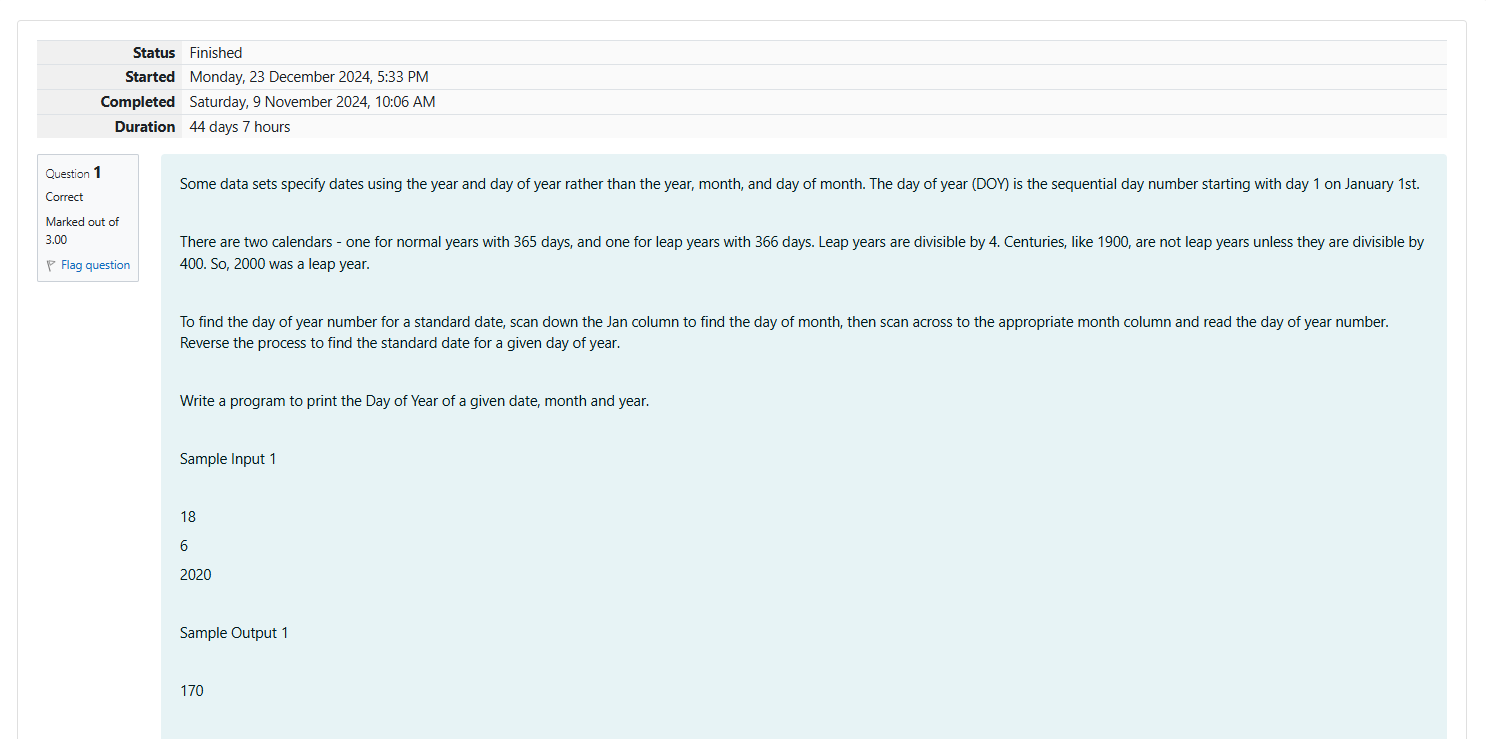 Status Finished
Started Monday, 23 December 2024, 5:33 PM
Completed Saturday, 9 November 2024, 10:06 AM
Duration 44 days 7 hours
Question 1
Correct
Marked out of
3.00
Flag question
Some data sets specify dates using the year and day of year rather than the year, month, and day of month. The day of year (DOY) is the sequential day number starting with day 1 on January 1st.
There are two calendars - one for normal years with 365 days, and one for leap years with 366 days. Leap years are divisible by 4. Centuries, like 1900, are not leap years unless they are divisible by
400. So, 2000 was a leap year.
To find the day of year number for a standard date, scan down the Jan column to find the day of month, then scan across to the appropriate month column and read the day of year number.
Reverse the process to find the standard date for a given day of year.
Write a program to print the Day of Year of a given date, month and year.
Sample Input 1
18
6
2020
Sample Output 1
170